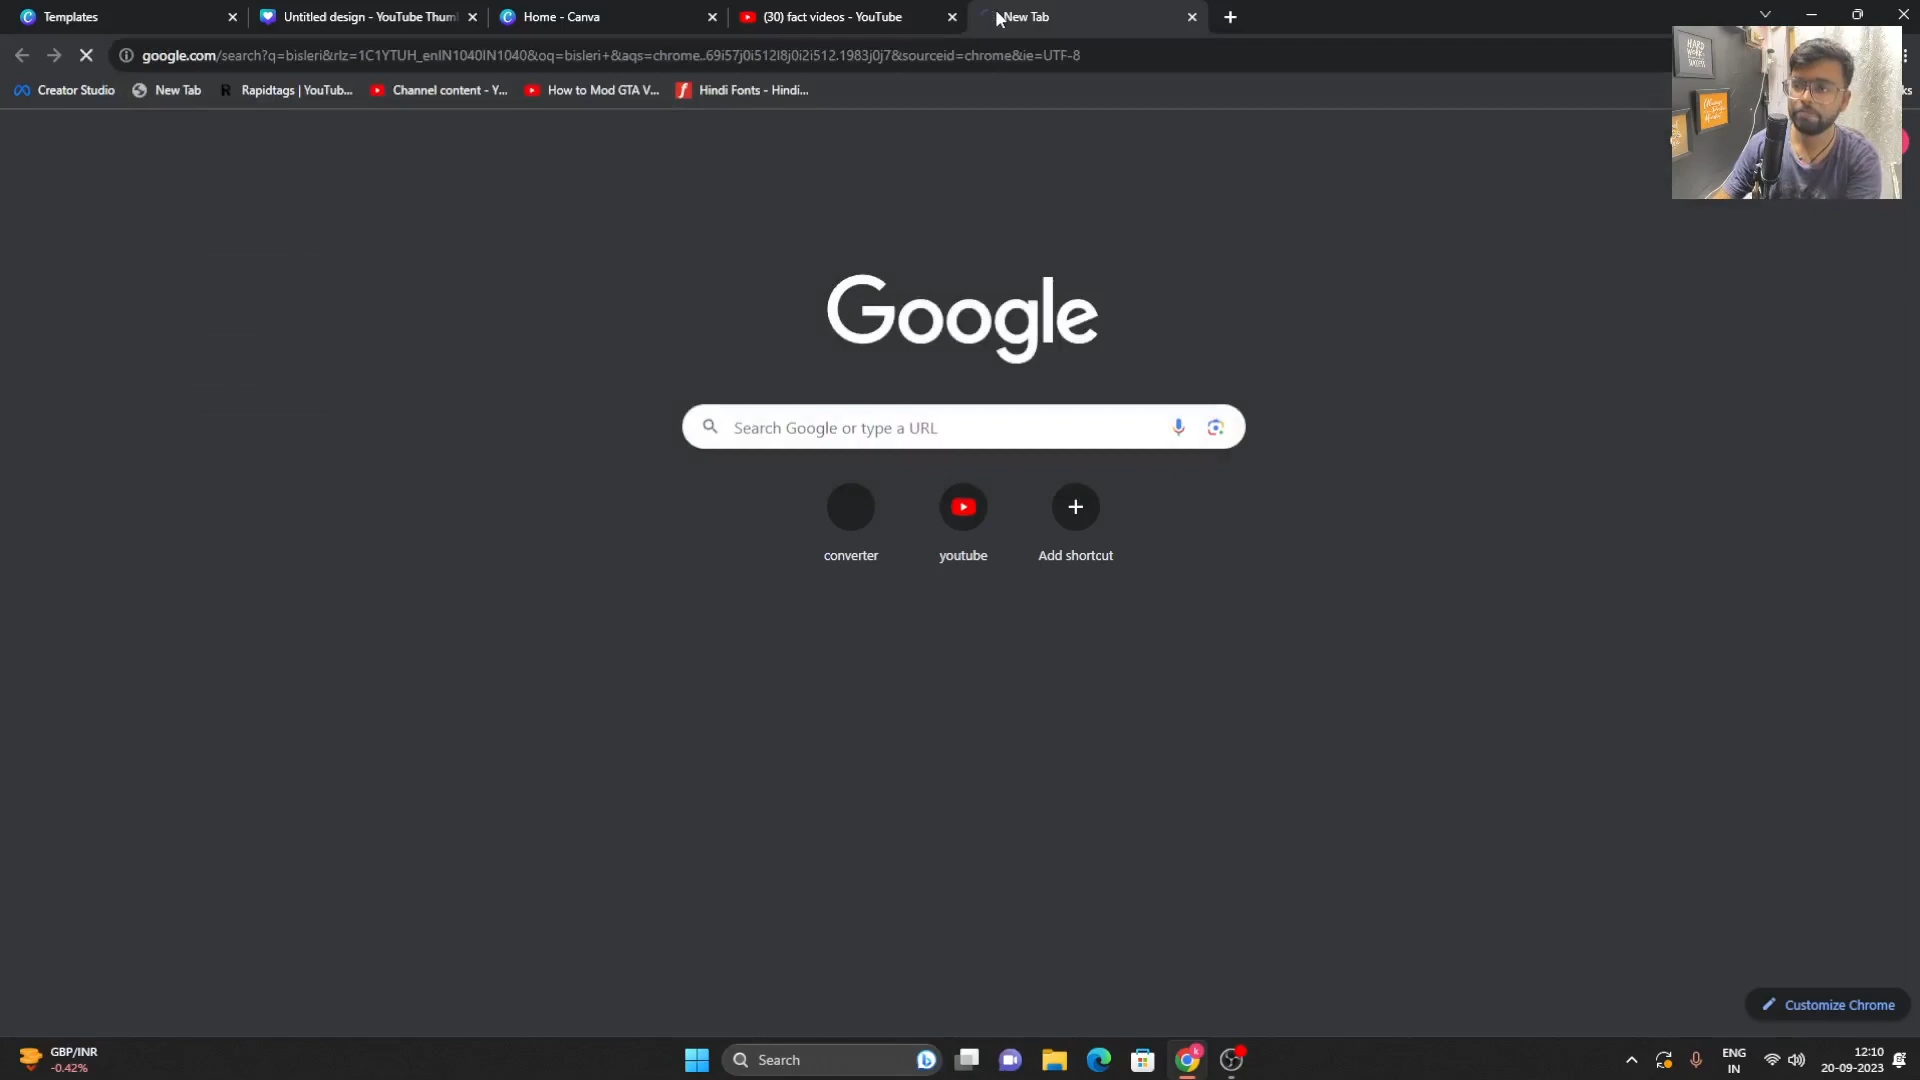 Templates
Untitled design - YouTube Thum
Home - Canva
(30) fact videos - YouTube
New Tab
google.com/search?q=bisleri&rlz=1C1YTUH_enIN1040IN1040&oq=bisleri+&aqs=chrome..69i57j0i512l8j0i2i512.1983j0j7&sourceid=chrome&ie=UTF-8
Creator Studio
New Tab
Rapidtags | YouTub...
Channel content - Y...
How to Mod GTA V...
Hindi Fonts - Hindi...
ks
HARD
WORK
Google
Search Google or type a URL
converter
youtube
Add shortcut
Customize Chrome
GBP/INR
-0.42%
Search
ENG
IN
12:10
20-09-2023